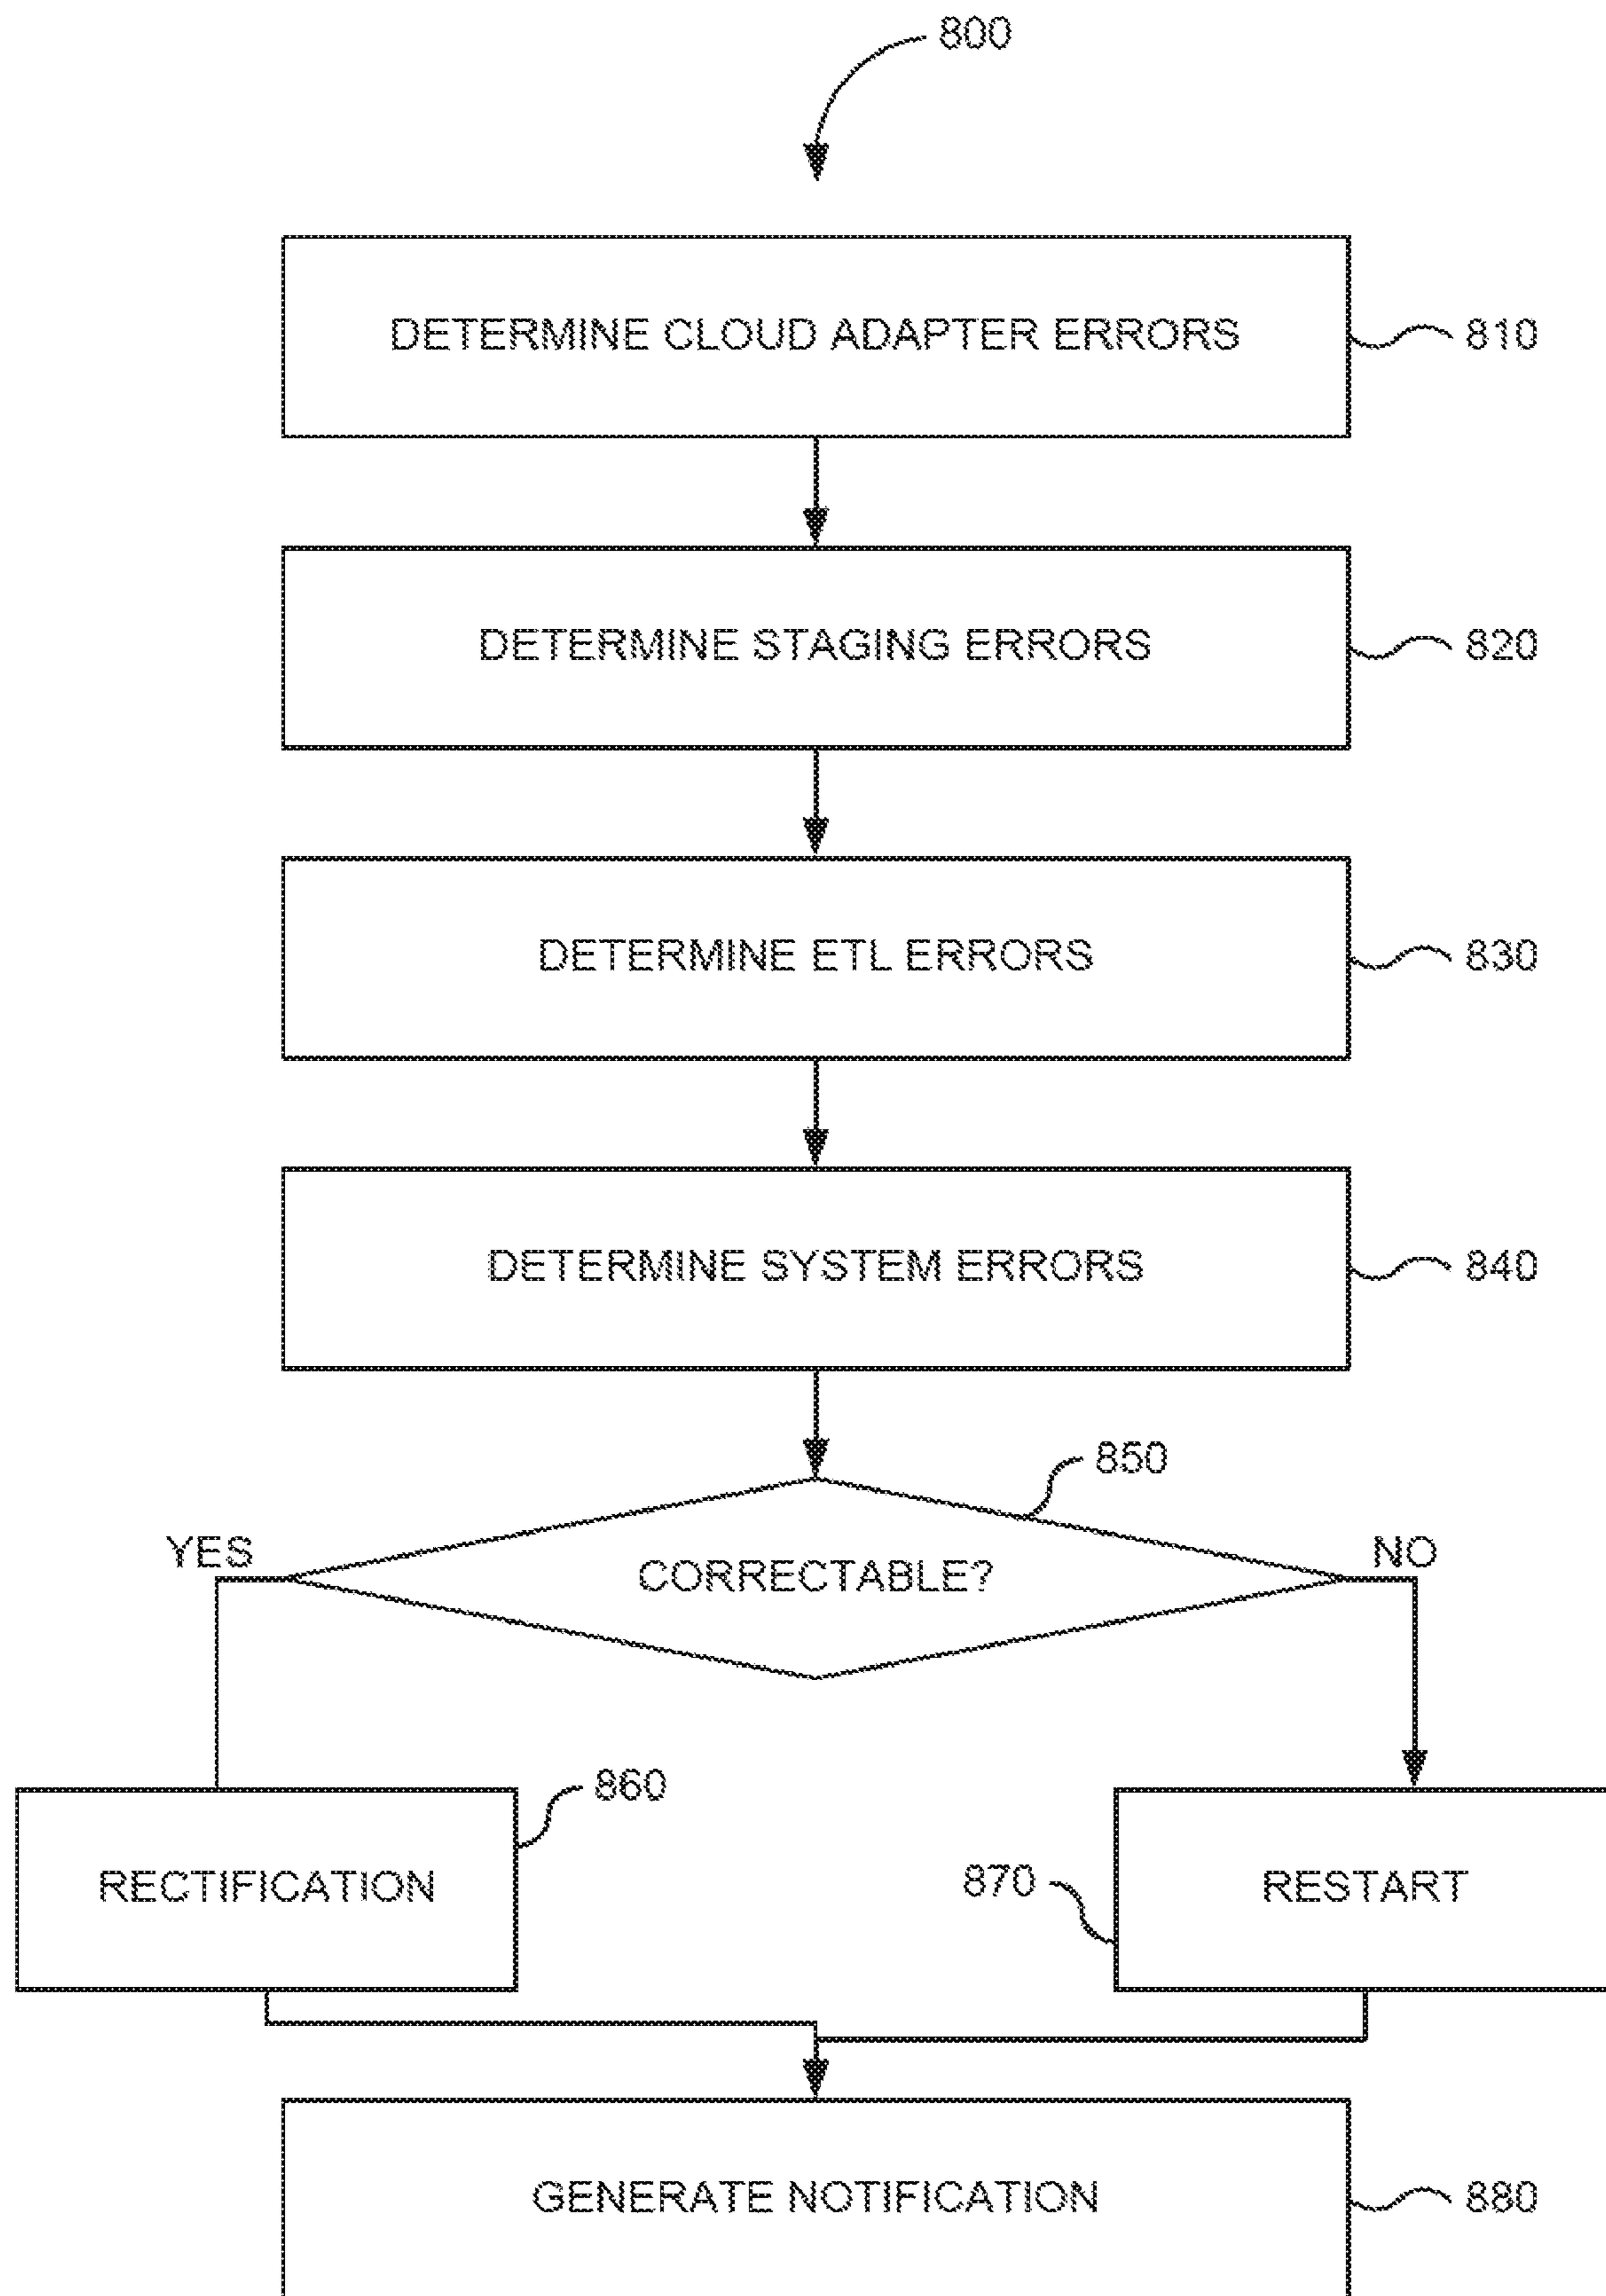 800
DETERMINE CLOUD ADAPTER ERRORS
810
DETERMINE STAGING ERRORS
820
DETERMINE ETL ERRORS
830
DETERMINE SYSTEM ERRORS
840
850
YES
CORRECTABLE?
NO
860
RECTIFICATION
870
RESTART
GENERATE NOTIFICATION
880